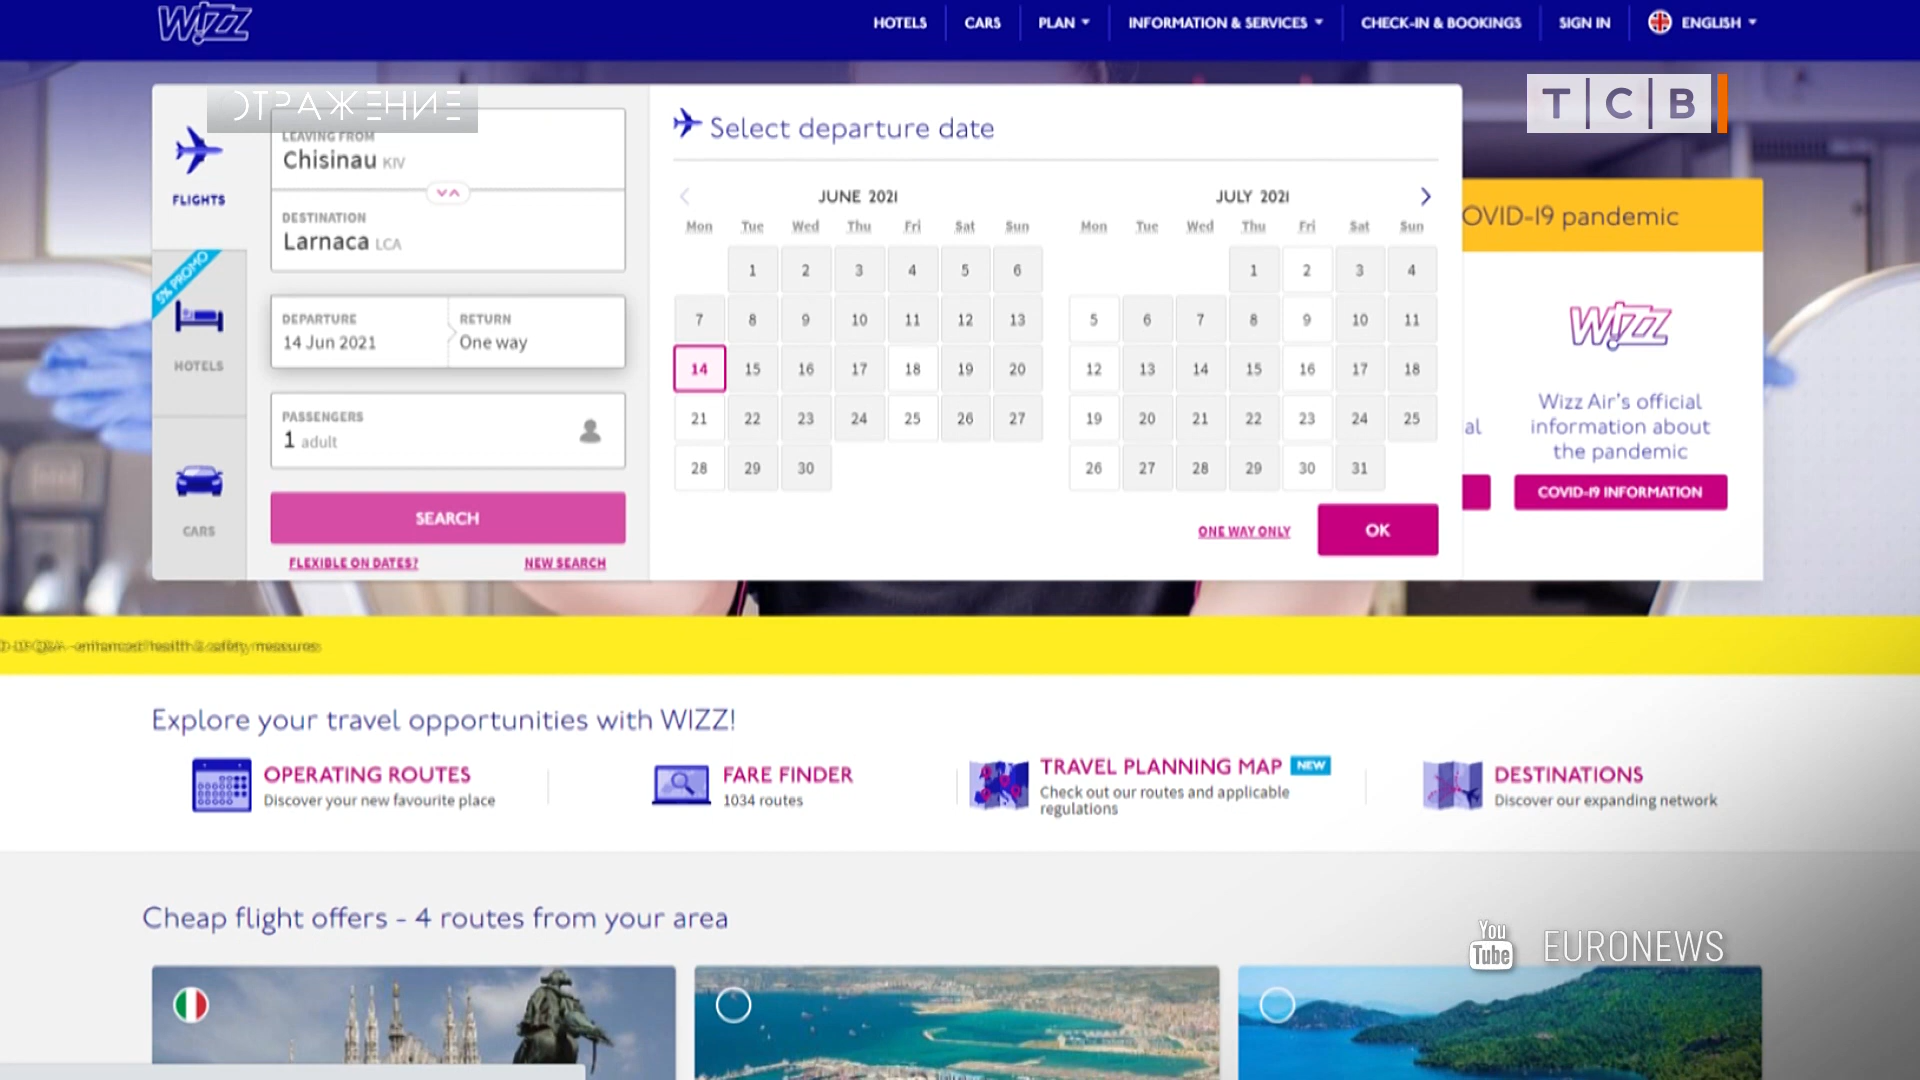 WIZZ
HOTELS
CARS
PLAN
INFORMATION & SERVICES
CHECK-IN & BOOKINGS
SIGN IN
ENGLISH
ОТРАЖЕНИЕ
ТСВ
FLIGHTS
5% PROMO
HOTELS
CARS
LEAVING FROM
Chisinau KIV
DESTINATION
Larnaca LCA
DEPARTURE
14 Jun 2021
RETURN
One way
PASSENGERS
1 adult
SEARCH
FLEXIBLE ON DATES?
NEW SEARCH
Select departure date
JUNE 2021
Mon Tue Wed Thu Fri Sat Sun
1 2 3 4 5 6
7 8 9 10 11 12 13
14 15 16 17 18 19 20
21 22 23 24 25 26 27
28 29 30
JULY 2021
Mon Tue Wed Thu Fri Sat Sun
1 2 3 4
5 6 7 8 9 10 11
12 13 14 15 16 17 18
19 20 21 22 23 24 25
26 27 28 29 30 31
ONE WAY ONLY
OK
OVID-19 pandemic
al
WIZZ
Wizz Air's official
information about
the pandemic
COVID-19 INFORMATION
enhanced health & safety measures
Explore your travel opportunities with WIZZ!
OPERATING ROUTES
Discover your new favourite place
FARE FINDER
1034 routes
TRAVEL PLANNING MAP NEW
Check out our routes and applicable
regulations
DESTINATIONS
Discover our expanding network
Cheap flight offers - 4 routes from your area
You
Tube
EURONEWS